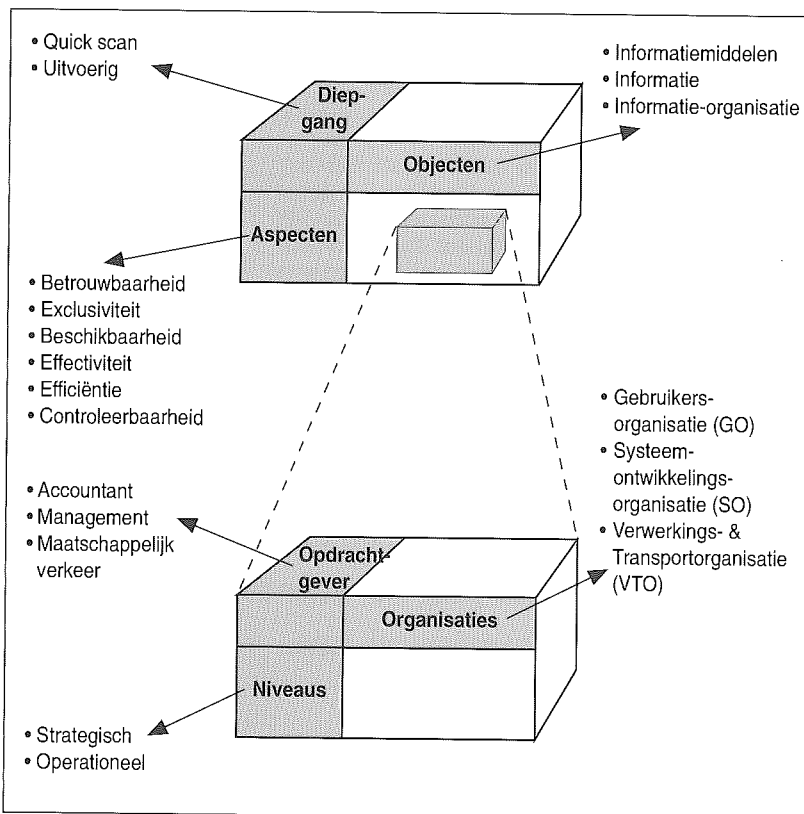 • Quick scan
• Uitvoerig
• Informatiemiddelen
• Informatie
• Informatie-organisatie
Diep-
gang
Objecten
Aspecten
• Betrouwbaarheid
• Exclusiviteit
• Beschikbaarheid
• Effectiviteit
• Efficiëntie
• Controleerbaarheid
• Gebruikers-
organisatie (GO)
• Systeem-
ontwikkelings-
organisatie (SO)
• Verwerkings- &
Transportorganisatie
(VTO)
• Accountant
• Management
• Maatschappelijk
verkeer
Opdracht-
gever
Organisaties
Niveaus
• Strategisch
• Operationeel